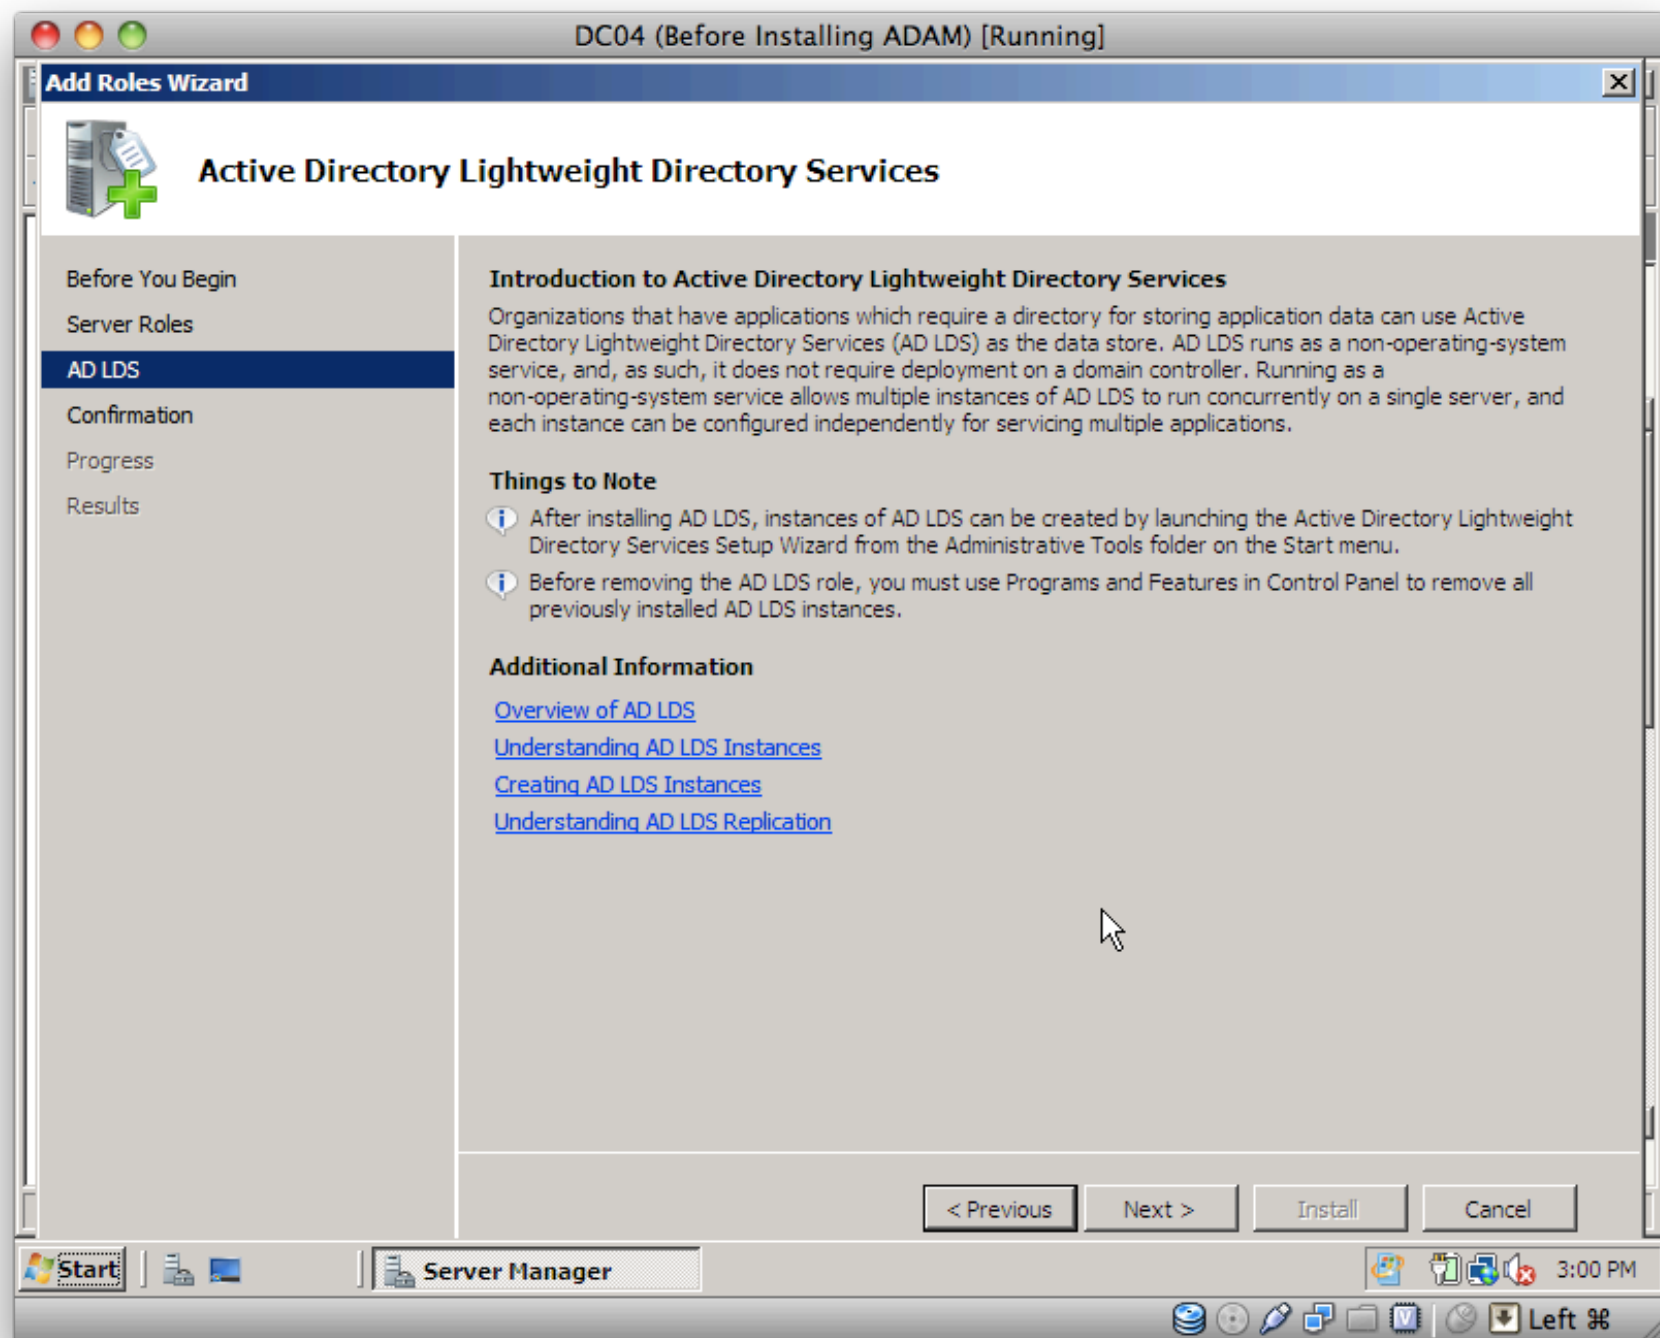 DC04 (Before Installing ADAM) [Running]
Add Roles Wizard
Active Directory Lightweight Directory Services
Before You Begin
Server Roles
AD LDS
Confirmation
Progress
Results
Introduction to Active Directory Lightweight Directory Services
Organizations that have applications which require a directory for storing application data can use Active
Directory Lightweight Directory Services (AD LDS) as the data store. AD LDS runs as a non-operating-system
service, and, as such, it does not require deployment on a domain controller. Running as a
non-operating-system service allows multiple instances of AD LDS to run concurrently on a single server, and
each instance can be configured independently for servicing multiple applications.
Things to Note
After installing AD LDS, instances of AD LDS can be created by launching the Active Directory Lightweight
Directory Services Setup Wizard from the Administrative Tools folder on the Start menu.
Before removing the AD LDS role, you must use Programs and Features in Control Panel to remove all
previously installed AD LDS instances.
Additional Information
Overview of AD LDS
Understanding AD LDS Instances
Creating AD LDS Instances
Understanding AD LDS Replication
< Previous
Next >
Install
Cancel
Start
Server Manager
3:00 PM
Left ⌘